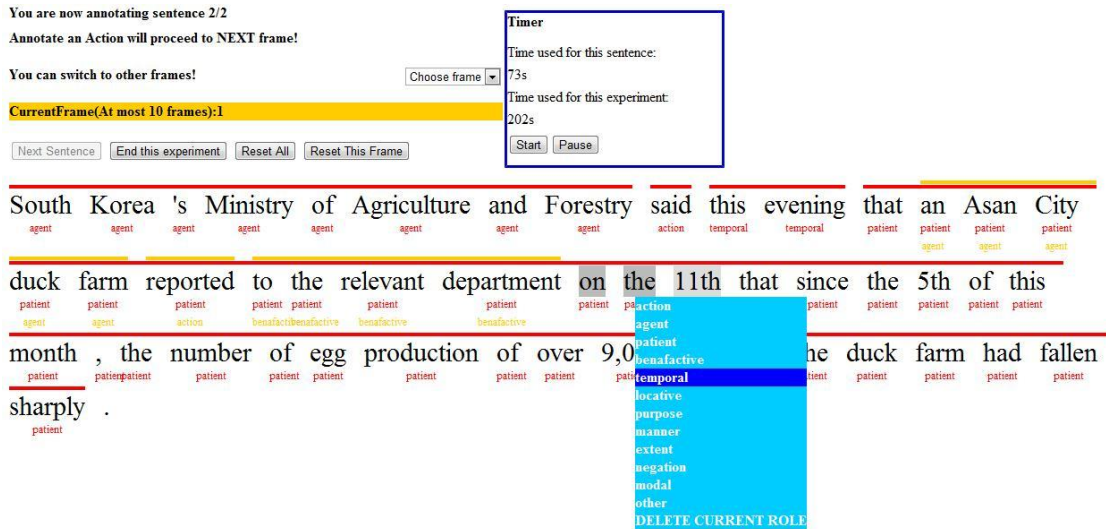 You are now annotating sentence 2/2
Annotate an Action will proceed to NEXT frame!
You can switch to other frames!
Choose frame
CurrentFrame(At most 10 frames):1
Next Sentence End this experiment Reset All Reset This Frame
Timer
Time used for this sentence:
73s
Time used for this experiment:
202s
Start Pause
South Korea 's Ministry of Agriculture and Forestry said this evening that an Asan City
agent agent agent agent agent agent agent agent action temporal temporal patient patient patient patient
agent agent agent
duck farm reported to the relevant department on the 11th that since the 5th of this
patient patient patient patient patient patient patient patient patient patient patient patient patient
agent agent action benafactive benafactive benafactive benafactive
month , the number of egg production of over 9,0 he duck farm had fallen
patient patient patient patient patient patient patient patient patient patient patient patient patient
sharply .
patient
action
agent
patient
benafactive
temporal
locative
purpose
manner
extent
negation
modal
other
DELETE CURRENT ROLE